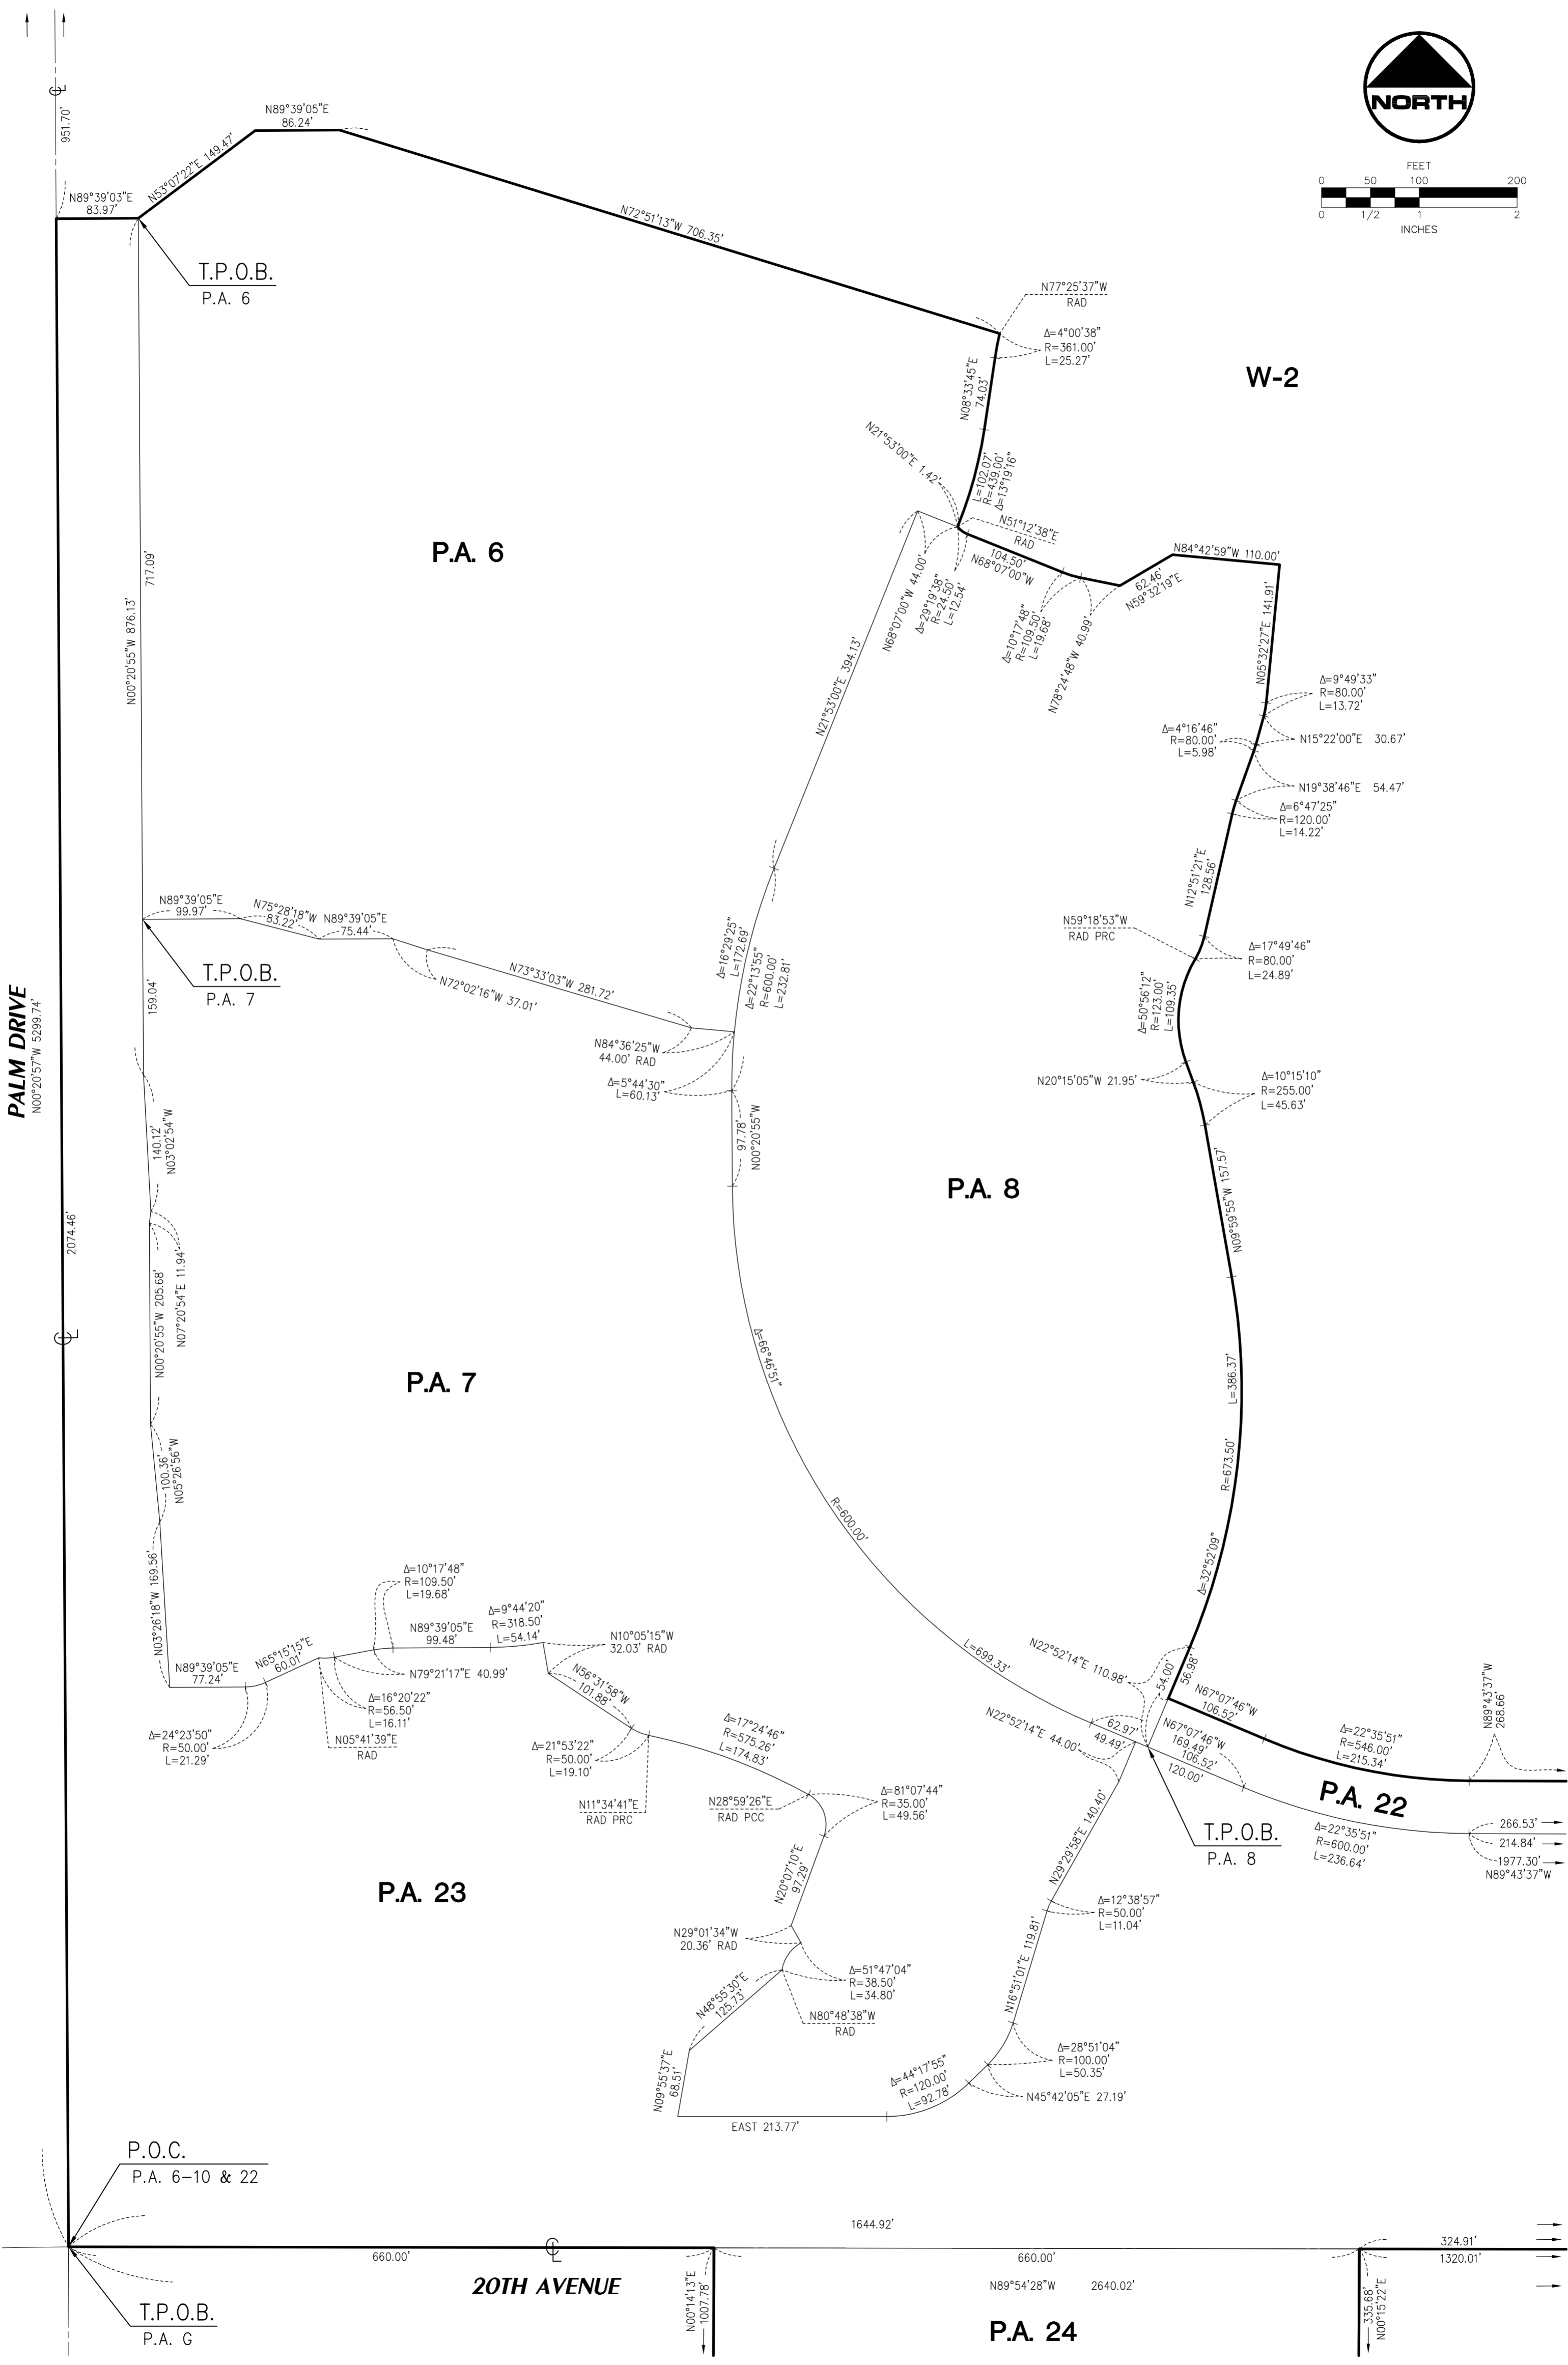 NORTH
FEET
0 50 100 200
0 1/2 1 2
INCHES
951.70'
N89°39'05"E
86.24'
N53°07'22"E 149.47'
N89°39'03"E
83.97'
T.P.O.B.
P.A. 6
N72°51'13"W 706.35'
N77°25'37"W
RAD
Δ=4°00'38"
R=361.00'
L=25.27'
W-2
N08°33'45"E
74.03'
N21°53'00"E 1.42'
L=102.07'
R=439.00'
Δ=13°19'16"
N51°12'38"E
RAD
104.50'
N68°07'00"W
N68°07'00"W 44.00'
Δ=29°19'38"
R=24.50'
L=12.54'
Δ=10°17'48"
R=109.50'
L=19.68'
N78°24'48"W 40.99'
62.46'
N59°32'19"E
N84°42'59"W 110.00'
N05°32'27"E 141.91'
Δ=9°49'33"
R=80.00'
L=13.72'
Δ=4°16'46"
R=80.00'
L=5.98'
N15°22'00"E 30.67'
N19°38'46"E 54.47'
Δ=6°47'25"
R=120.00'
L=14.22'
N12°51'21"E
128.56'
N59°18'53"W
RAD PRC
Δ=17°49'46"
R=80.00'
L=24.89'
Δ=50°56'12"
R=123.00'
L=109.35'
N20°15'05"W 21.95'
Δ=10°15'10"
R=255.00'
L=45.63'
N09°59'55"W 157.57'
L=386.37'
R=673.50'
Δ=32°52'09"
P.A. 6
717.09'
N00°20'55"W 876.13'
N21°53'00"E 394.13'
N89°39'05"E
99.97'
N75°28'18"W
83.22'
N89°39'05"E
75.44'
T.P.O.B.
P.A. 7
N72°02'16"W 37.01'
N73°33'03"W 281.72'
Δ=16°29'25"
L=172.69'
Δ=22°13'55"
R=600.00'
L=232.81'
N84°36'25"W
44.00' RAD
Δ=5°44'30"
L=60.13'
97.78'
N00°20'55"W
PALM DRIVE
N00°20'57"W 5299.74'
159.04'
140.12'
N03°02'54"W
2074.46'
N00°20'55"W 205.68'
N07°20'54"E 11.94'
P.A. 8
P.A. 7
Δ=66°46'51"
R=600.00'
L=699.33'
100.36'
N05°26'56"W
N03°26'18"W 169.56'
Δ=10°17'48"
R=109.50'
L=19.68'
N89°39'05"E
99.48'
Δ=9°44'20"
R=318.50'
L=54.14'
N10°05'15"W
32.03' RAD
N89°39'05"E
77.24'
N65°15'15"E
60.01'
N79°21'17"E 40.99'
N56°31'58"W
101.88'
Δ=24°23'50"
R=50.00'
L=21.29'
Δ=16°20'22"
R=56.50'
L=16.11'
N05°41'39"E
RAD
Δ=21°53'22"
R=50.00'
L=19.10'
Δ=17°24'46"
R=575.26'
L=174.83'
N11°34'41"E
RAD PRC
N28°59'26"E
RAD PCC
Δ=81°07'44"
R=35.00'
L=49.56'
N22°52'14"E 110.98'
54.00'
56.98'
N67°07'46"W
106.52'
N22°52'14"E 44.00'
62.97'
49.49'
N67°07'46"W
169.49'
106.52'
120.00'
Δ=22°35'51"
R=546.00'
L=215.34'
N89°43'37"W
268.66'
P.A. 22
T.P.O.B.
P.A. 8
Δ=22°35'51"
R=600.00'
L=236.64'
266.53'
214.84'
1977.30'
N89°43'37"W
N29°29'58"E 140.40'
P.A. 23
N20°07'10"E
97.29'
Δ=12°38'57"
R=50.00'
L=11.04'
N29°01'34"W
20.36' RAD
N16°51'01"E 119.81'
Δ=51°47'04"
R=38.50'
L=34.80'
N48°55'30"E
125.73'
N80°48'38"W
RAD
Δ=28°51'04"
R=100.00'
L=50.35'
N09°55'37"E
68.51'
Δ=44°17'55"
R=120.00'
L=92.78'
N45°42'05"E 27.19'
EAST 213.77'
P.O.C.
P.A. 6-10 & 22
1644.92'
660.00'
660.00'
324.91'
1320.01'
20TH AVENUE
N89°54'28"W 2640.02'
N00°14'13"E
1007.78'
335.68'
N00°15'22"E
T.P.O.B.
P.A. G
P.A. 24